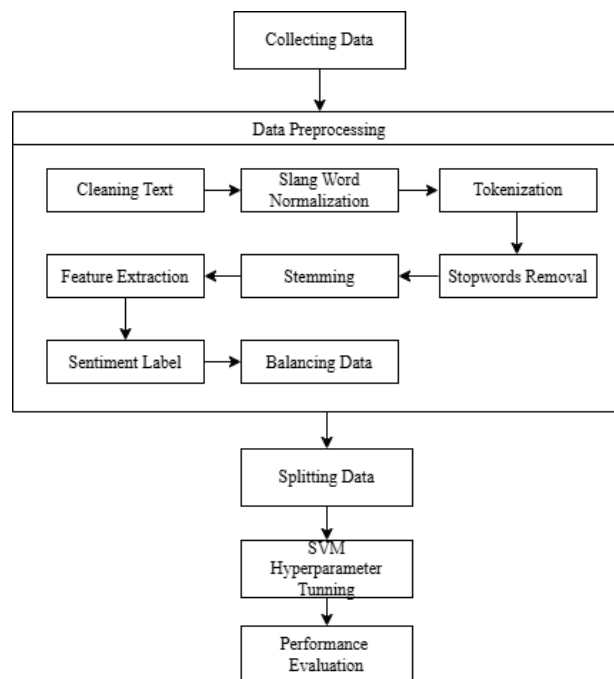 Collecting Data
Data Preprocessing
Cleaning Text
Slang Word
Normalization
Tokenization
Feature Extraction
Stemming
Stopwords Removal
Sentiment Label
Balancing Data
Splitting Data
SVM
Hyperparameter
Tunning
Performance
Evaluation